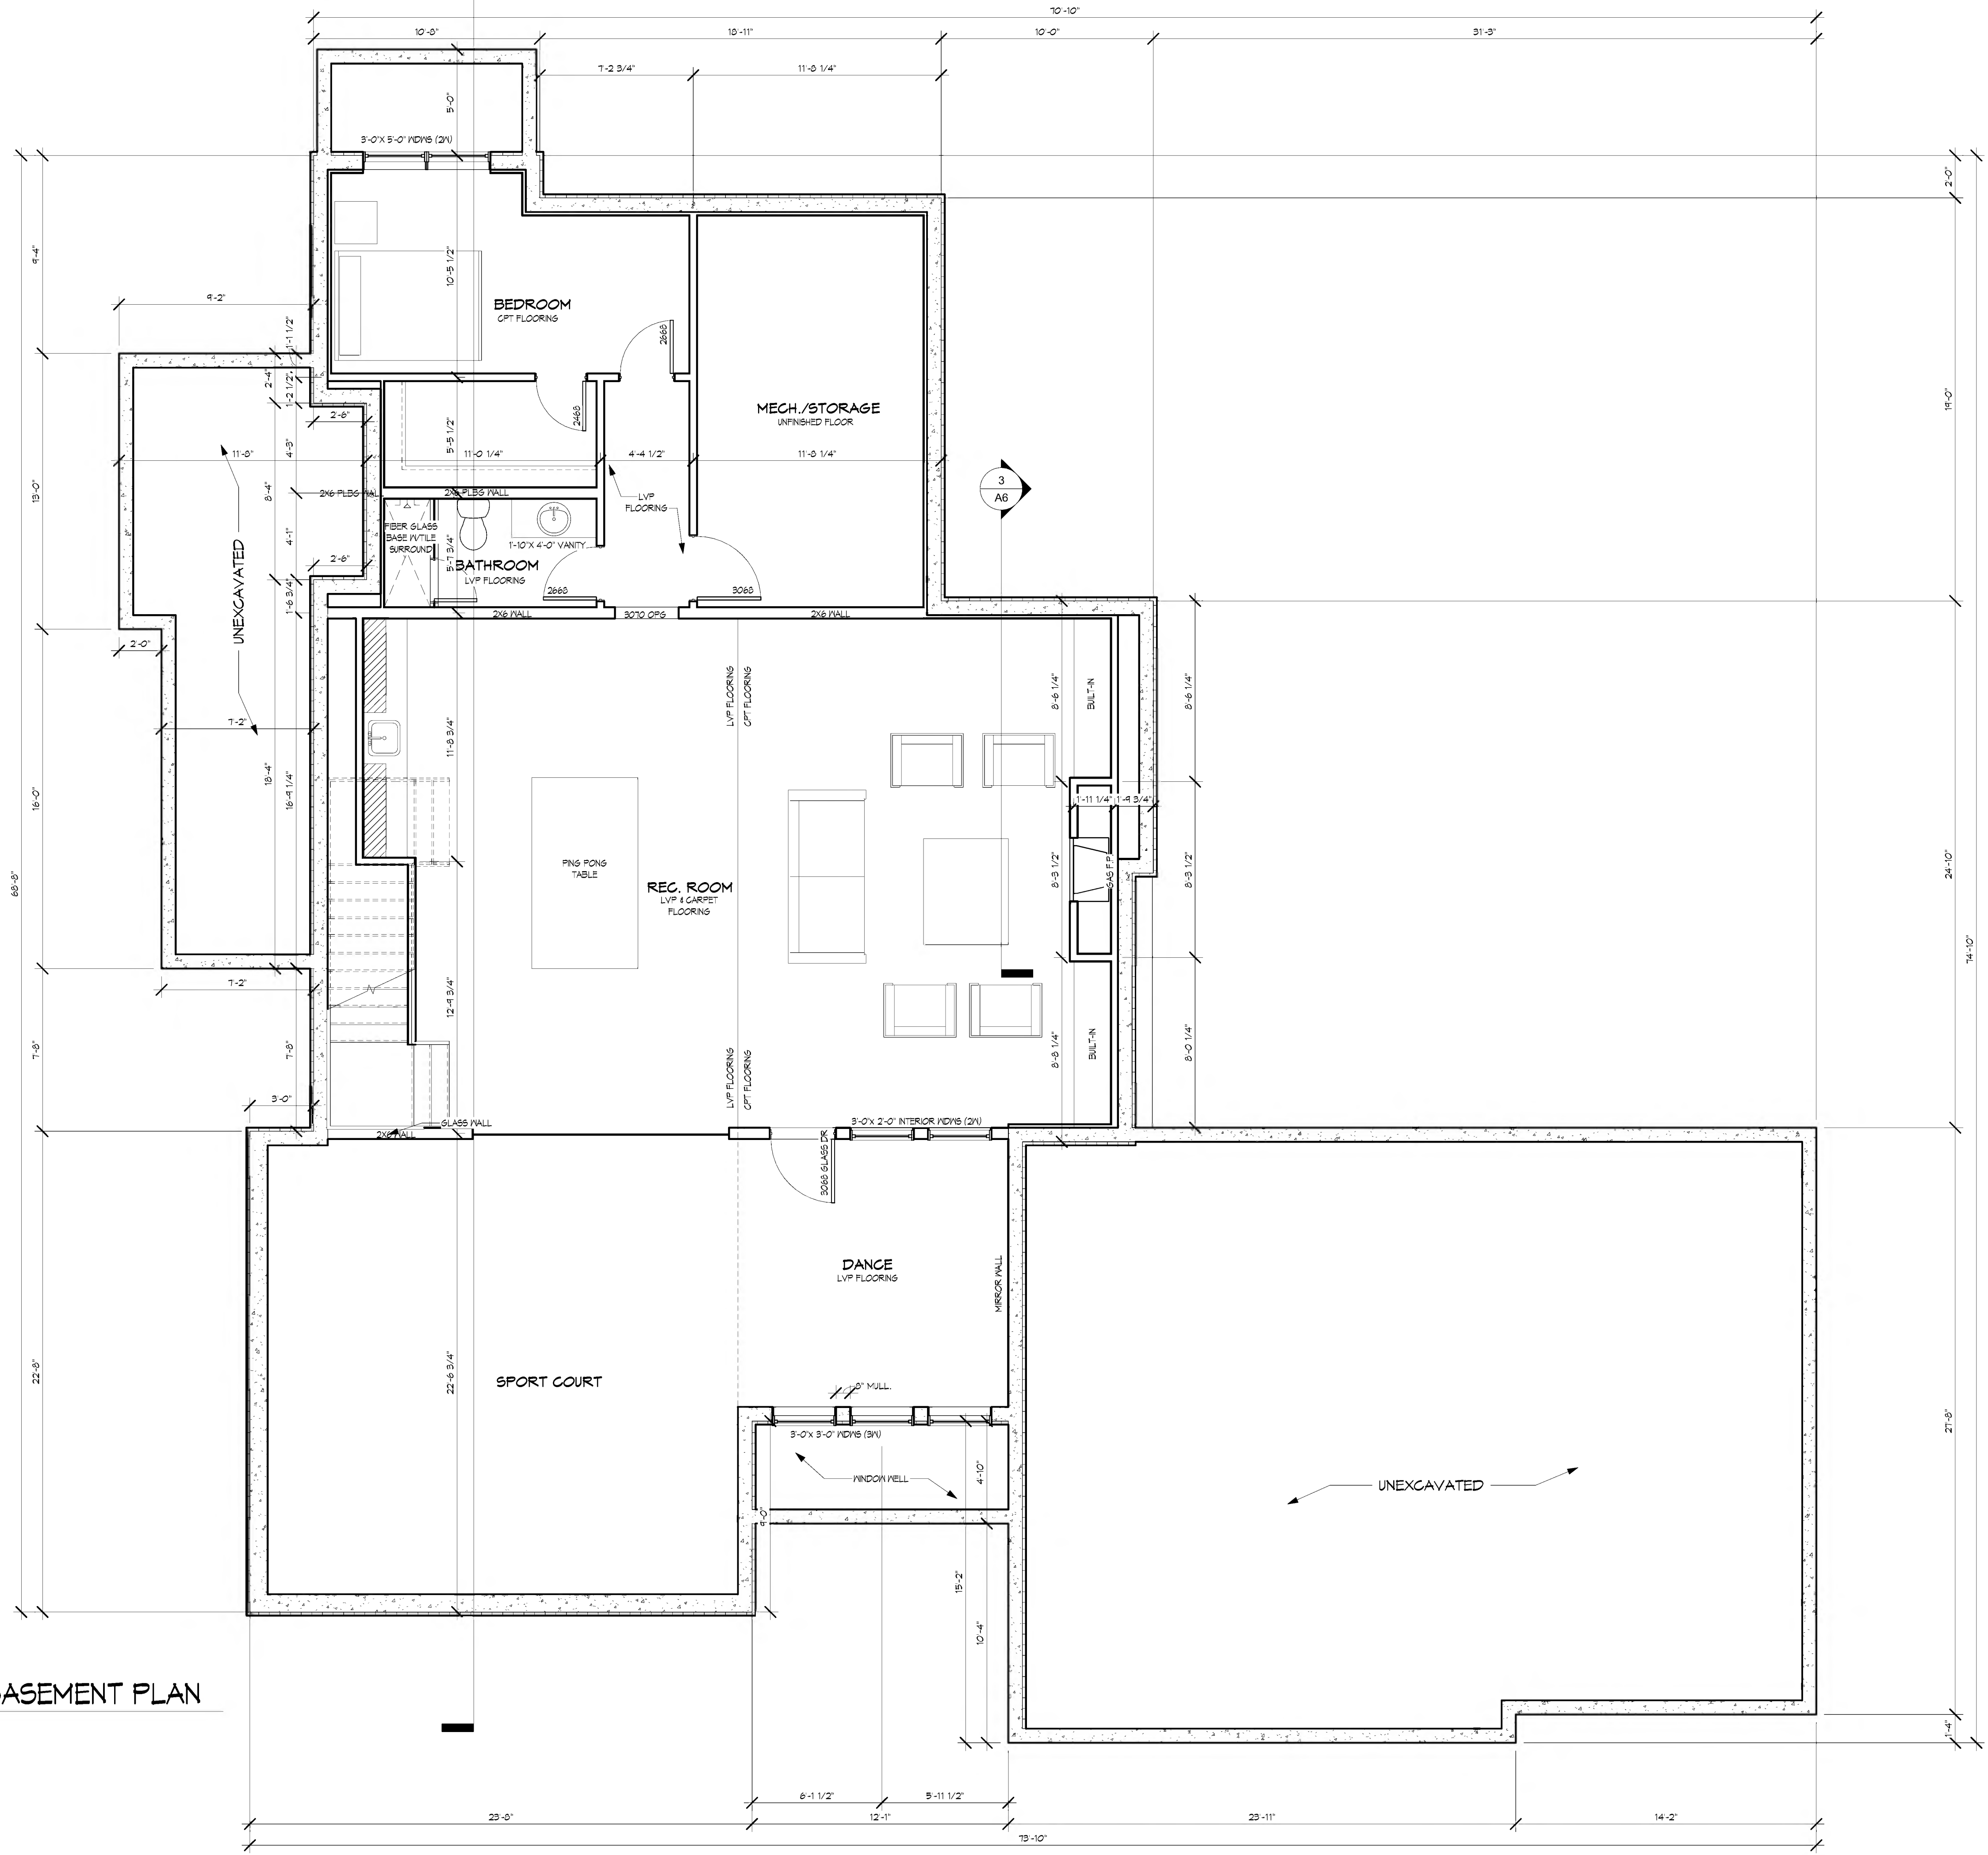 70'-10"
10'-8"
18'-11"
10'-0"
31'-3"
7'-2 3/4"
11'-8 1/4"
5'-0"
3'-0"X 5'-0" WDWS (2W)
2'-0"
9'-4"
10'-5 1/2"
9'-2"
BEDROOM
CPT FLOORING
2668
1'-1 1/2"
2'-4"
1'-2 1/2"
19'-0"
2'-6"
2468
MECH./STORAGE
UNFINISHED FLOOR
5'-5 1/2"
4'-3"
11'-8"
11'-0 1/4"
4'-4 1/2"
11'-8 1/4"
13'-0"
8'-4"
2X6 PLBG WALL
2X6 PLBG WALL
LVP
FLOORING
3
A6
FIBER GLASS
BASE W/TILE
SURROUND
4'-1"
1'-10"X 4'-0" VANITY
5'-7 3/4"
2'-6"
BATHROOM
LVP FLOORING
2668
3068
UNEXCAVATED
1'-6 3/4"
2X6 WALL
3070 OPG
2X6 WALL
2'-0"
LVP FLOORING
CPT FLOORING
8'-6 1/4"
BUILT-IN
8'-6 1/4"
7'-2"
11'-8 3/4"
18'-4"
16'-9 1/4"
16'-0"
1'-11 1/4"
1'-9 3/4"
PING PONG
TABLE
REC. ROOM
LVP & CARPET
FLOORING
8'-3 1/2"
GAS F.P.
8'-3 1/2"
24'-10"
68'-8"
74'-10"
7'-2"
12'-9 3/4"
7'-8"
7'-8"
8'-8 1/4"
BUILT-IN
8'-0 1/4"
LVP FLOORING
CPT FLOORING
3'-0"
GLASS WALL
2X6 WALL
3'-0"X 2'-0" INTERIOR WDWS (2W)
3068 GLASS DR
DANCE
LVP FLOORING
MIRROR WALL
22'-8"
22'-6 3/4"
SPORT COURT
8" MULL.
3'-0"X 3'-0" WDWS (3W)
WINDOW WELL
4'-10"
9'-0"
UNEXCAVATED
27'-8"
15'-2"
10'-4"
1'-4"
BASEMENT PLAN
6'-1 1/2"
5'-11 1/2"
23'-8"
12'-1"
23'-11"
14'-2"
73'-10"